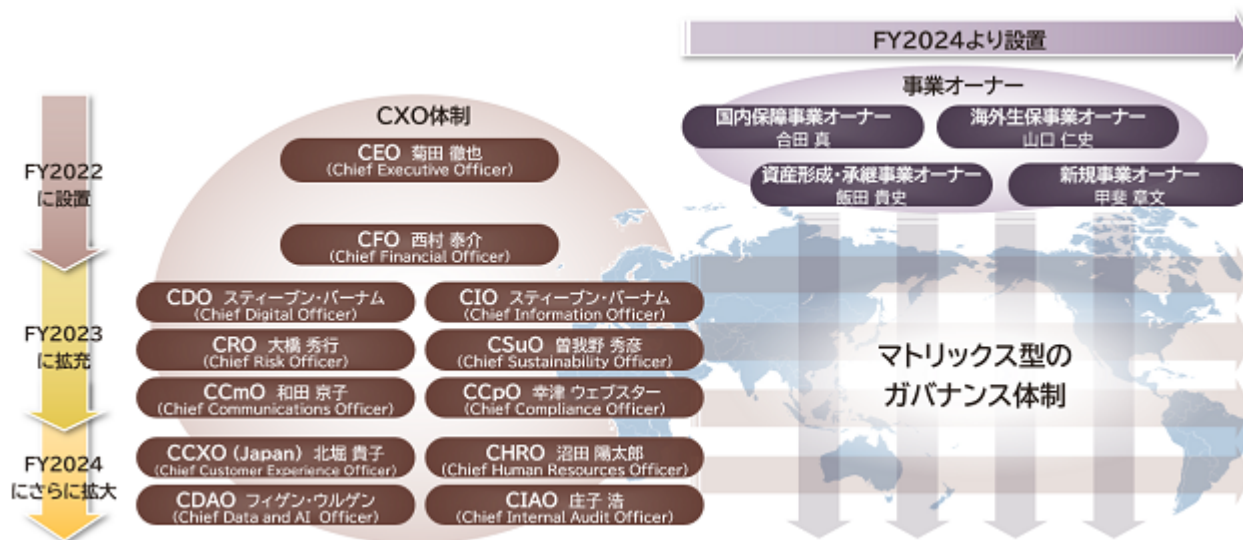 FY2024より設置
事業オーナー
国内保障事業オーナー
合田 真
海外生保事業オーナー
山口 仁史
資産形成・承継事業オーナー
飯田 貴史
新規事業オーナー
甲斐 章文
FY2022
に設置
CXO体制
CEO 菊田 徹也
(Chief Executive Officer)
CFO 西村 泰介
(Chief Financial Officer)
FY2023
に拡充
CDO スティーブン・バーナム
(Chief Digital Officer)
CIO スティーブン・バーナム
(Chief Information Officer)
CRO 大橋 秀行
(Chief Risk Officer)
CSuO 曽我野 秀彦
(Chief Sustainability Officer)
CCmO 和田 京子
(Chief Communications Officer)
CCpO 幸津 ウェブスター
(Chief Compliance Officer)
FY2024
にさらに拡大
CCXO (Japan) 北堀 貴子
(Chief Customer Experience Officer)
CHRO 沼田 陽太郎
(Chief Human Resources Officer)
CDAO フィゲン・ウルゲン
(Chief Data and AI Officer)
CIAO 庄子 浩
(Chief Internal Audit Officer)
マトリックス型の
ガバナンス体制